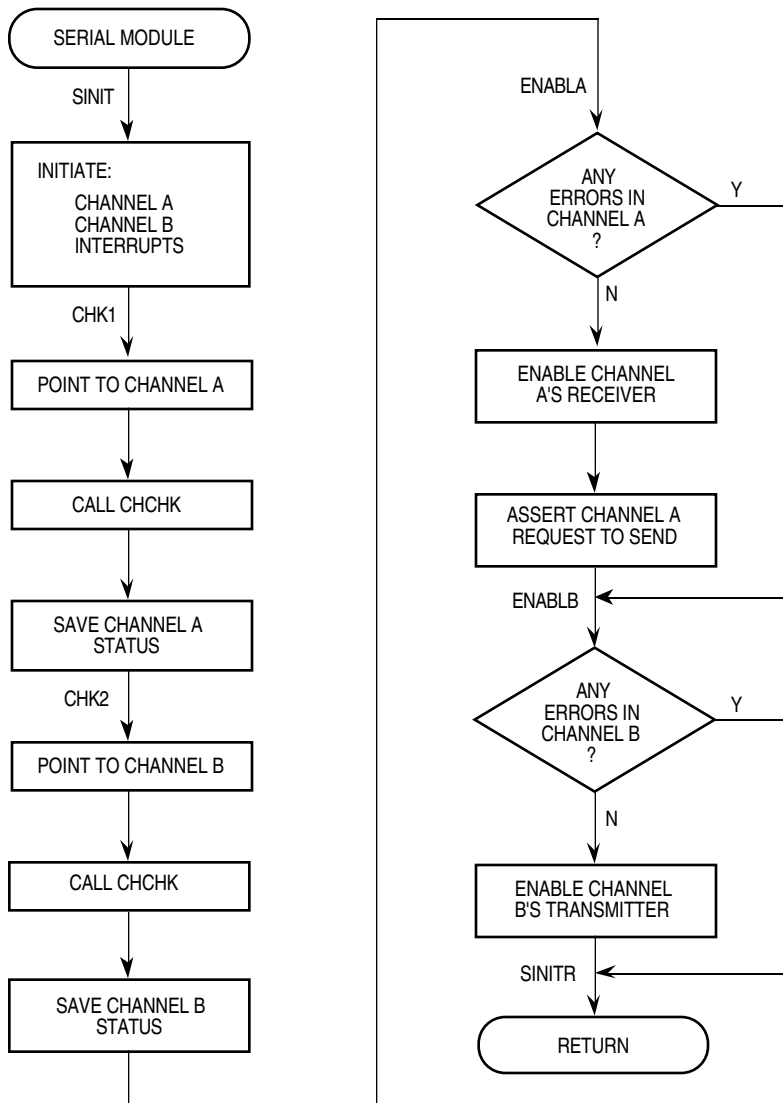 SERIAL MODULE
SINIT
INITIATE:
CHANNEL A
CHANNEL B
INTERRUPTS
CHK1
POINT TO CHANNEL A
CALL CHCHK
SAVE CHANNEL A
STATUS
CHK2
POINT TO CHANNEL B
CALL CHCHK
SAVE CHANNEL B
STATUS
ENABLA
ANY
ERRORS IN
CHANNEL A
?
Y
N
ENABLE CHANNEL
A'S RECEIVER
ASSERT CHANNEL A
REQUEST TO SEND
ENABLB
ANY
ERRORS IN
CHANNEL B
?
Y
N
ENABLE CHANNEL
B'S TRANSMITTER
SINITR
RETURN